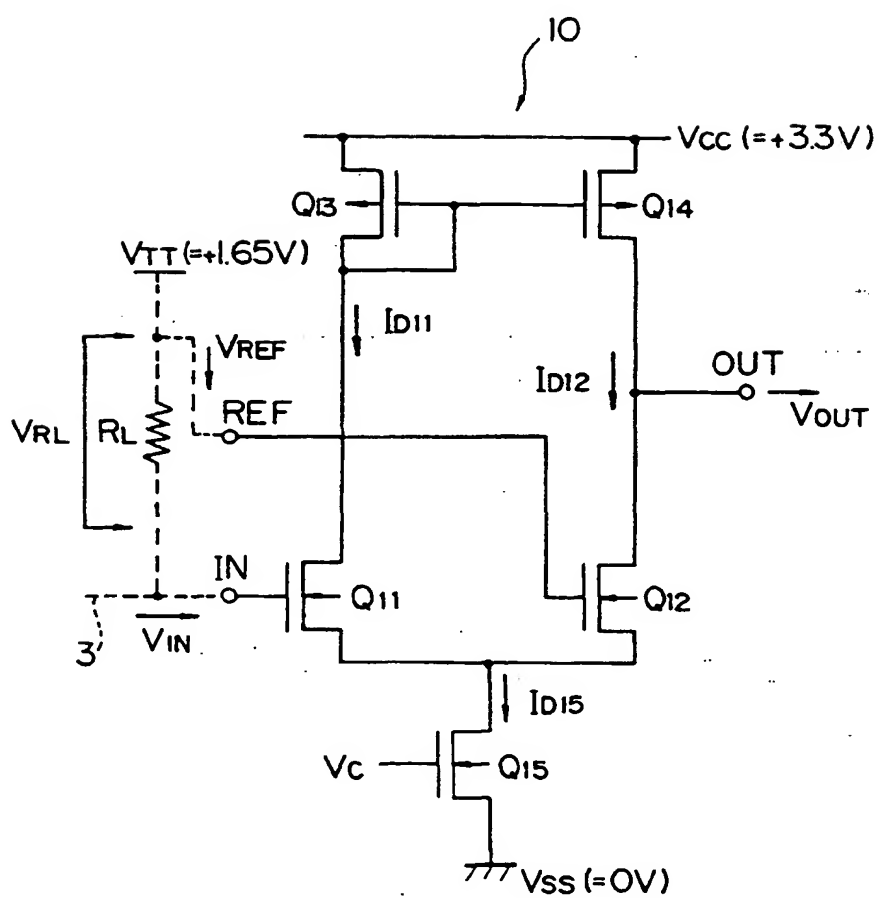 10
VCC (=+3.3V)
Q13
Q14
VTT (=+1.65V)
ID11
VREF
ID12
OUT
VRL
RL
REF
VOUT
IN
Q11
Q12
3
VIN
ID15
VC
Q15
VSS (=0V)